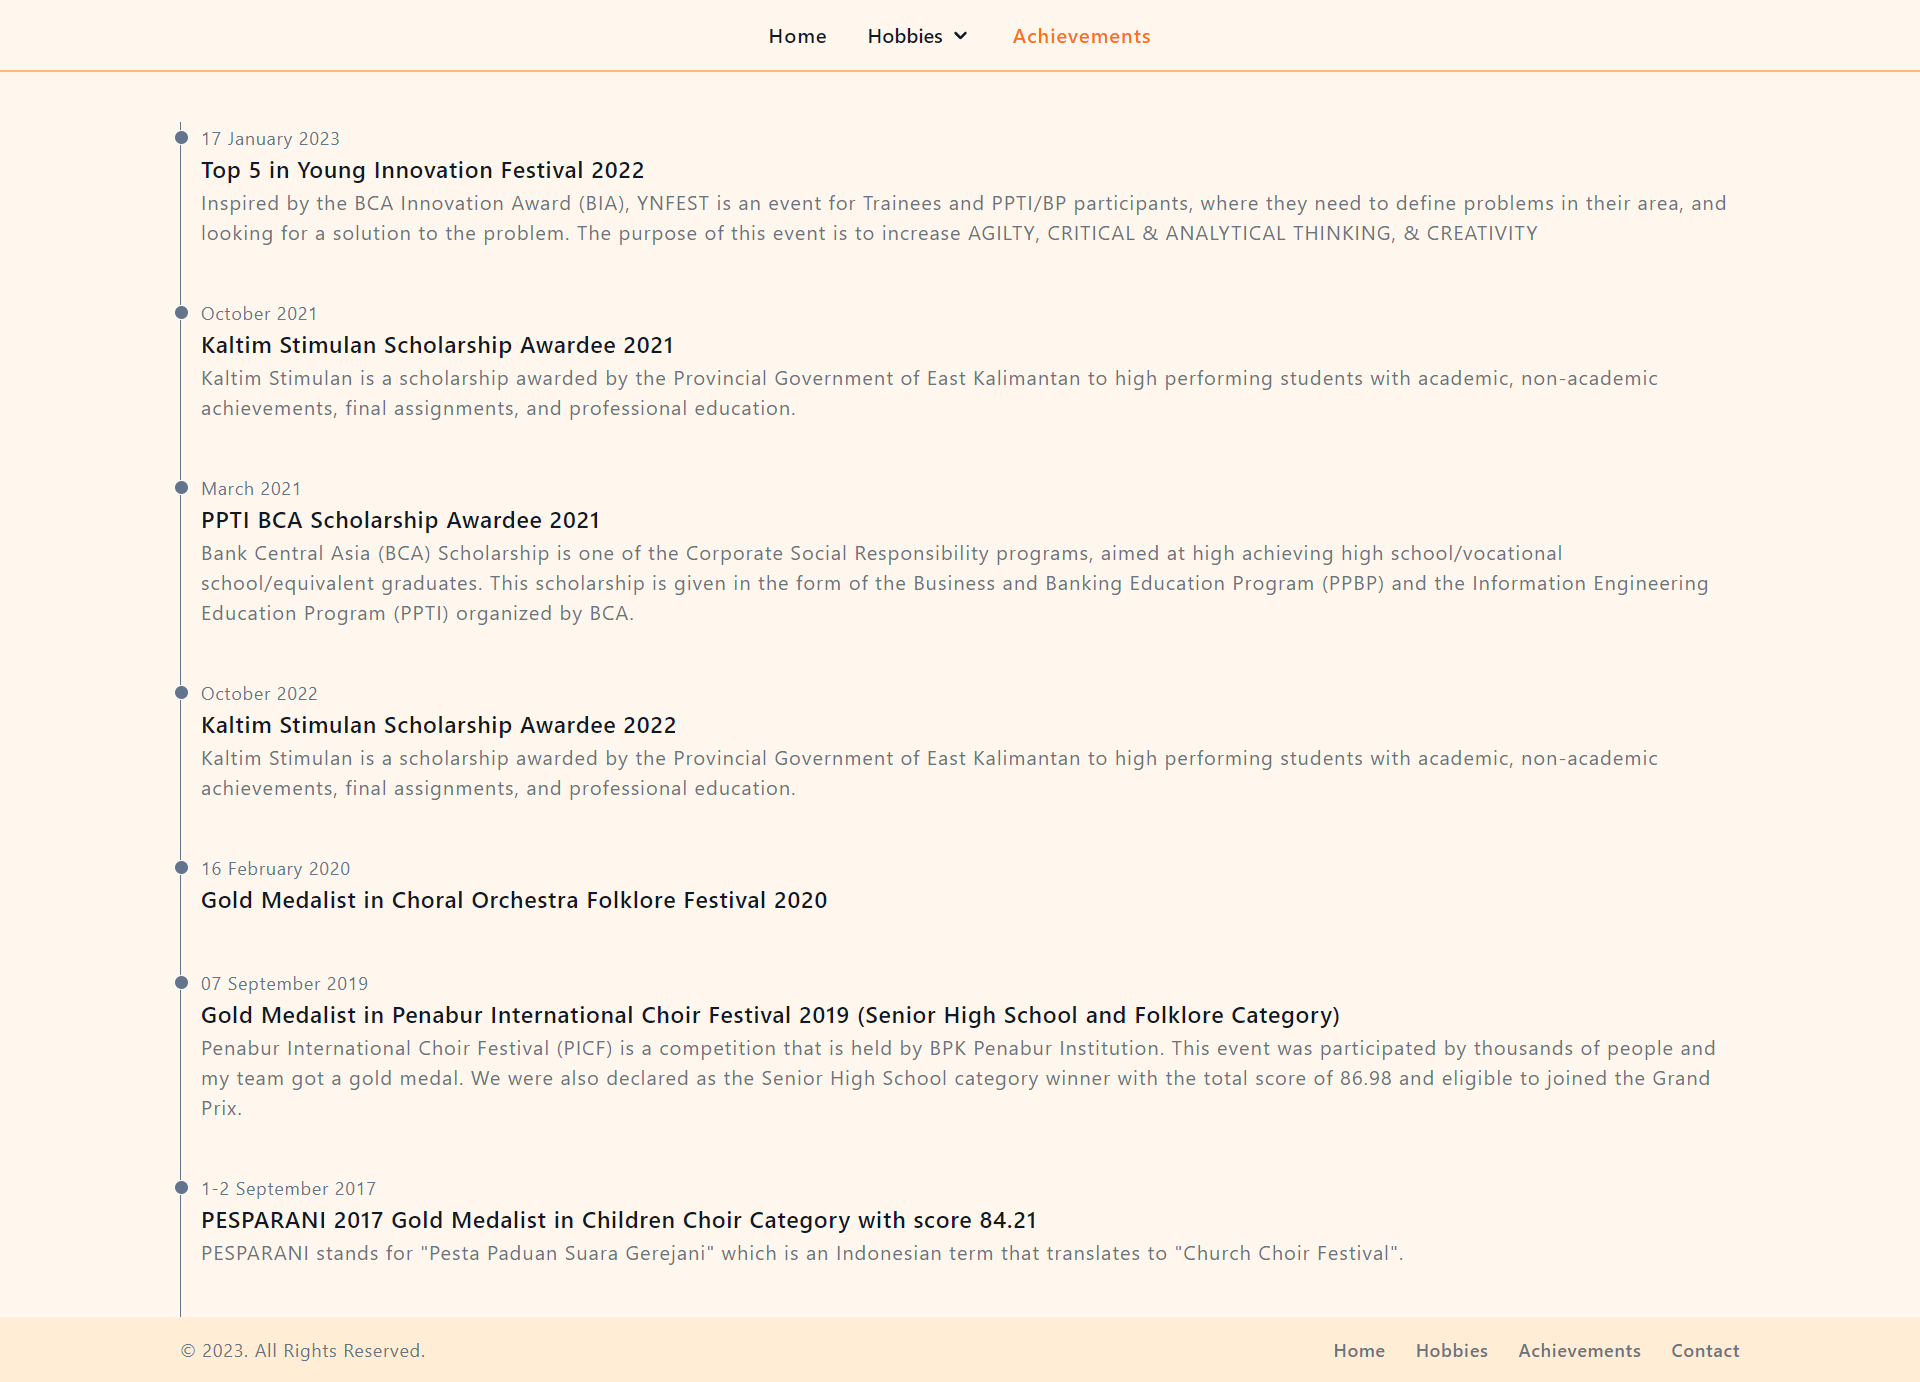 Home Hobbies Achievements
17 January 2023
Top 5 in Young Innovation Festival 2022
Inspired by the BCA Innovation Award (BIA), YNFEST is an event for Trainees and PPTI/BP participants, where they need to define problems in their area, and
looking for a solution to the problem. The purpose of this event is to increase AGILTY, CRITICAL & ANALYTICAL THINKING, & CREATIVITY
October 2021
Kaltim Stimulan Scholarship Awardee 2021
Kaltim Stimulan is a scholarship awarded by the Provincial Government of East Kalimantan to high performing students with academic, non-academic
achievements, final assignments, and professional education.
March 2021
PPTI BCA Scholarship Awardee 2021
Bank Central Asia (BCA) Scholarship is one of the Corporate Social Responsibility programs, aimed at high achieving high school/vocational
school/equivalent graduates. This scholarship is given in the form of the Business and Banking Education Program (PPBP) and the Information Engineering
Education Program (PPTI) organized by BCA.
October 2022
Kaltim Stimulan Scholarship Awardee 2022
Kaltim Stimulan is a scholarship awarded by the Provincial Government of East Kalimantan to high performing students with academic, non-academic
achievements, final assignments, and professional education.
16 February 2020
Gold Medalist in Choral Orchestra Folklore Festival 2020
07 September 2019
Gold Medalist in Penabur International Choir Festival 2019 (Senior High School and Folklore Category)
Penabur International Choir Festival (PICF) is a competition that is held by BPK Penabur Institution. This event was participated by thousands of people and
my team got a gold medal. We were also declared as the Senior High School category winner with the total score of 86.98 and eligible to joined the Grand
Prix.
1-2 September 2017
PESPARANI 2017 Gold Medalist in Children Choir Category with score 84.21
PESPARANI stands for "Pesta Paduan Suara Gerejani" which is an Indonesian term that translates to "Church Choir Festival".
© 2023. All Rights Reserved. Home Hobbies Achievements Contact